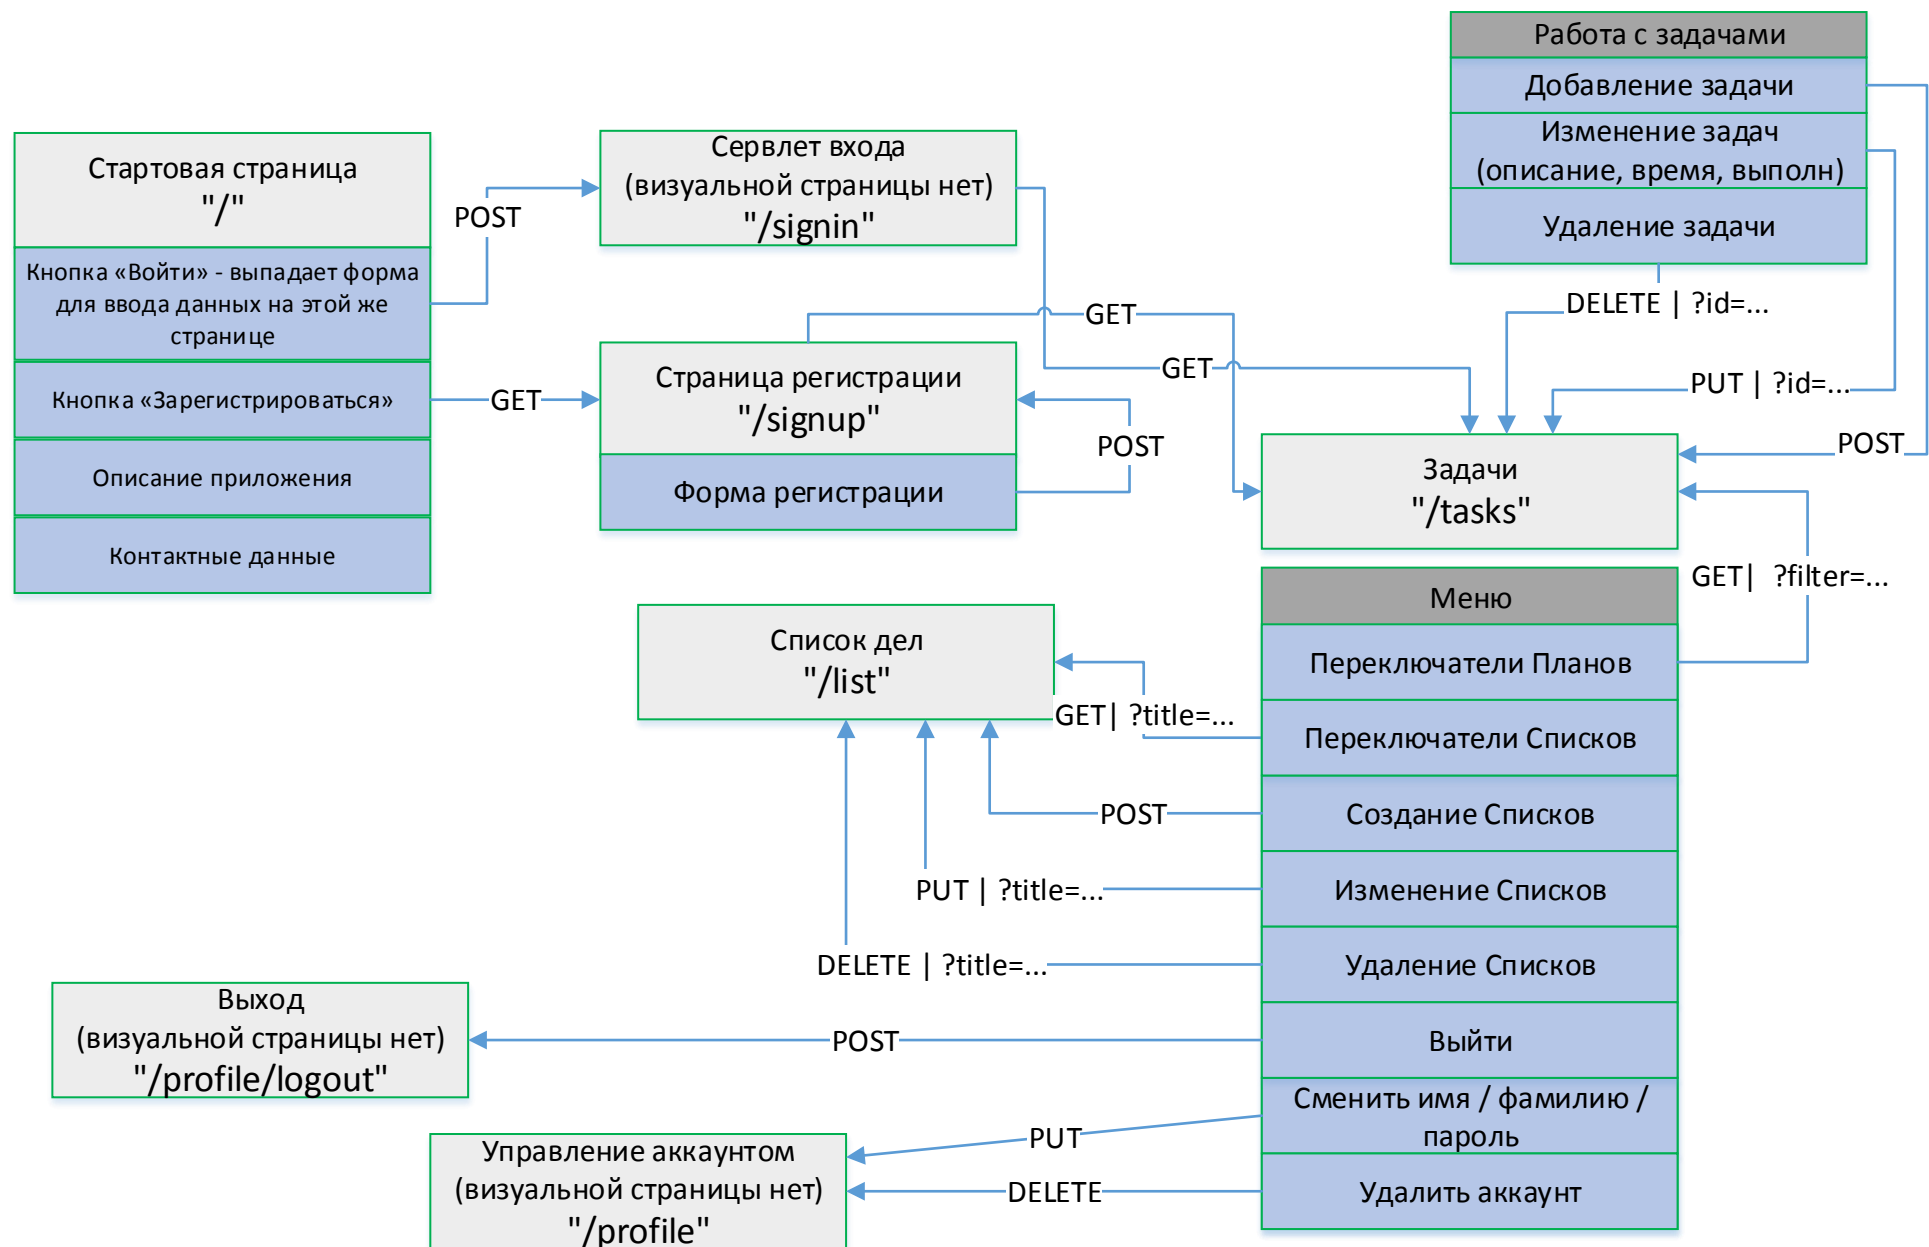 Работа с задачами
Добавление задачи
Изменение задач
(описание, время, выполн)
Удаление задачи
DELETE | ?id=...
PUT | ?id=...
POST
Стартовая страница
"/"
Кнопка «Войти» - выпадает форма
для ввода данных на этой же
странице
Кнопка «Зарегистрироваться»
Описание приложения
Контактные данные
POST
GET
Сервлет входа
(визуальной страницы нет)
"/signin"
GET
GET
Страница регистрации
"/signup"
Форма регистрации
POST
Задачи
"/tasks"
GET| ?filter=...
Меню
Переключатели Планов
Переключатели Списков
Создание Списков
Изменение Списков
Удаление Списков
Выйти
Сменить имя / фамилию /
пароль
Удалить аккаунт
Список дел
"/list"
GET| ?title=...
POST
PUT | ?title=...
DELETE | ?title=...
Выход
(визуальной страницы нет)
"/profile/logout"
POST
Управление аккаунтом
(визуальной страницы нет)
"/profile"
PUT
DELETE